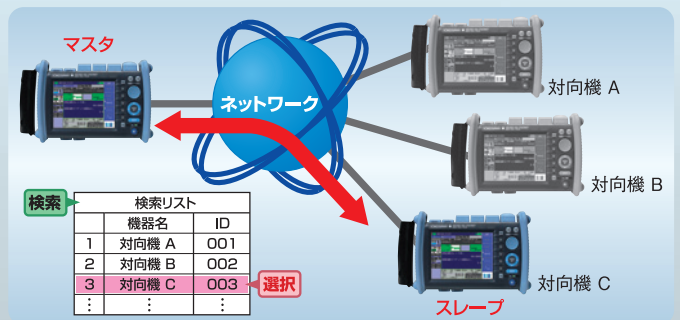 マスタ
ネットワーク
対向機 A
対向機 B
対向機 C
スレーブ
検索
検索リスト
機器名 ID
1 対向機 A 001
2 対向機 B 002
3 対向機 C 003
選択
⋮ ⋮ ⋮